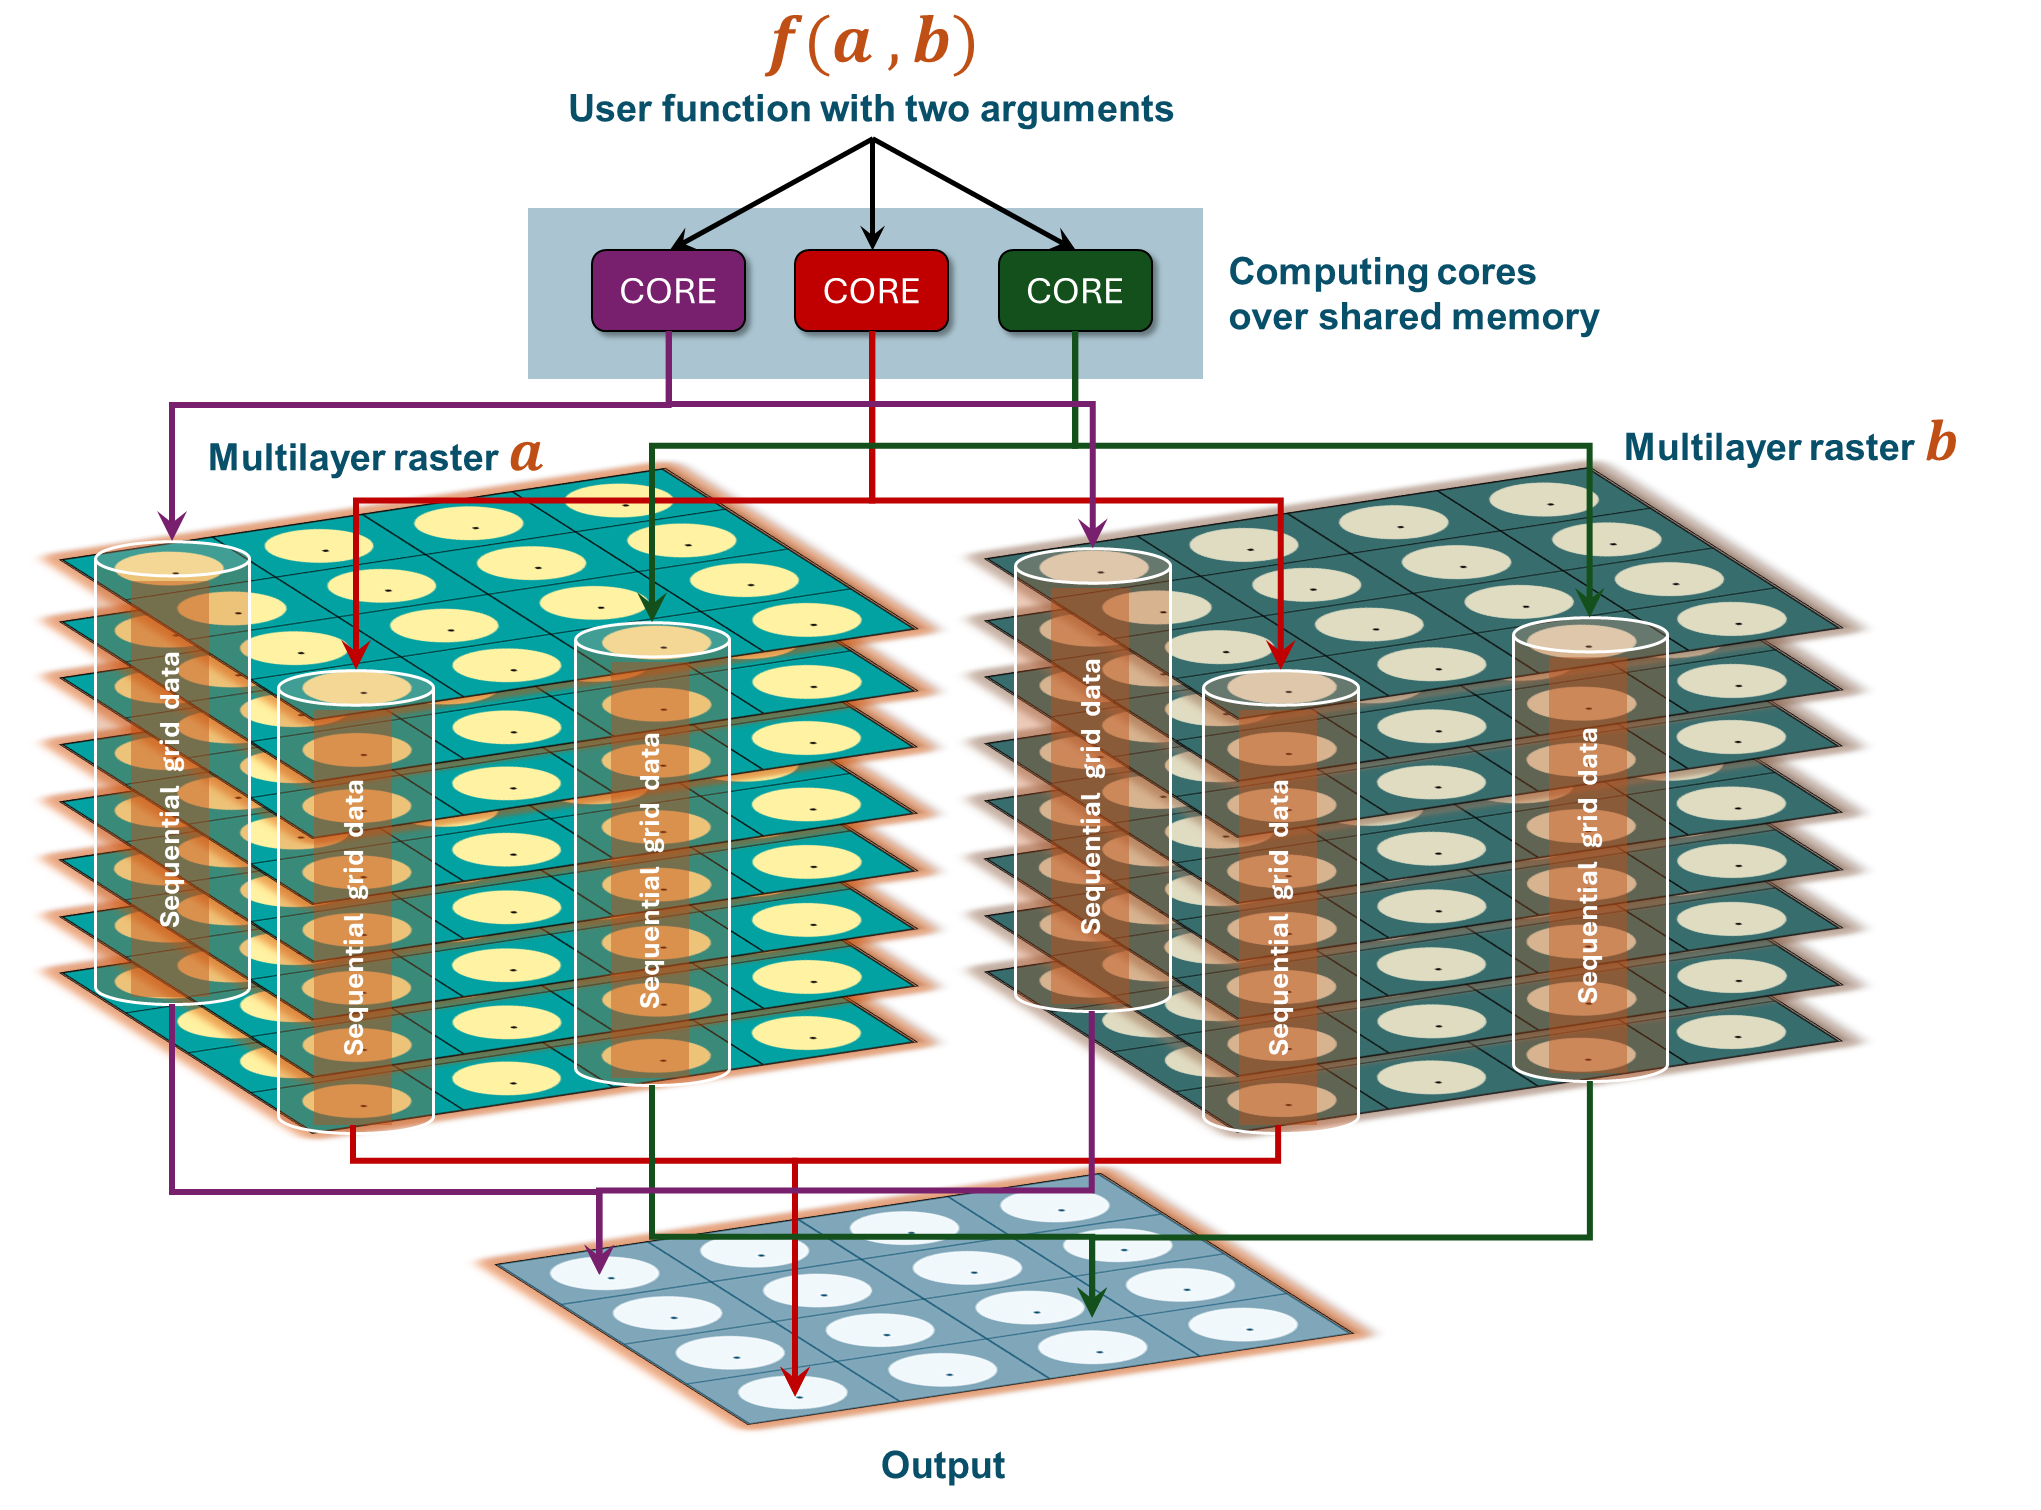 f(a ,b)
User function with two arguments
CORE
CORE
CORE
Computing cores
over shared memory
Multilayer raster a
Multilayer raster b
Sequential grid data
Sequential grid data
Sequential grid data
Sequential grid data
Sequential grid data
Sequential grid data
Output